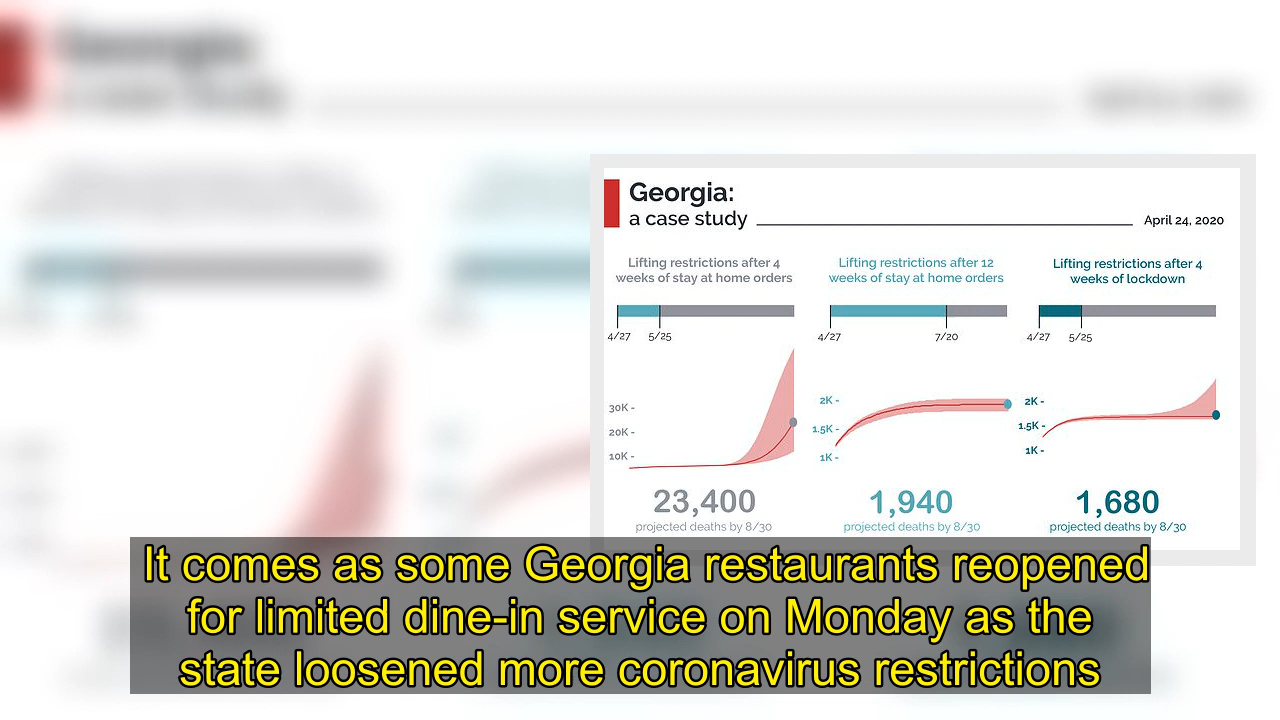 Georgia:
a case study
April 24, 2020
Lifting restrictions after 4
weeks of stay at home orders
4/27
5/25
30K -
20K -
10K -
23,400
projected deaths by 8/30
Lifting restrictions after 12
weeks of stay at home orders
4/27
7/20
2K -
1.5K -
1K -
1,940
projected deaths by 8/30
Lifting restrictions after 4
weeks of lockdown
4/27
5/25
2K -
1.5K -
1K -
1,680
projected deaths by 8/30
It comes as some Georgia restaurants reopened
for limited dine-in service on Monday as the
state loosened more coronavirus restrictions